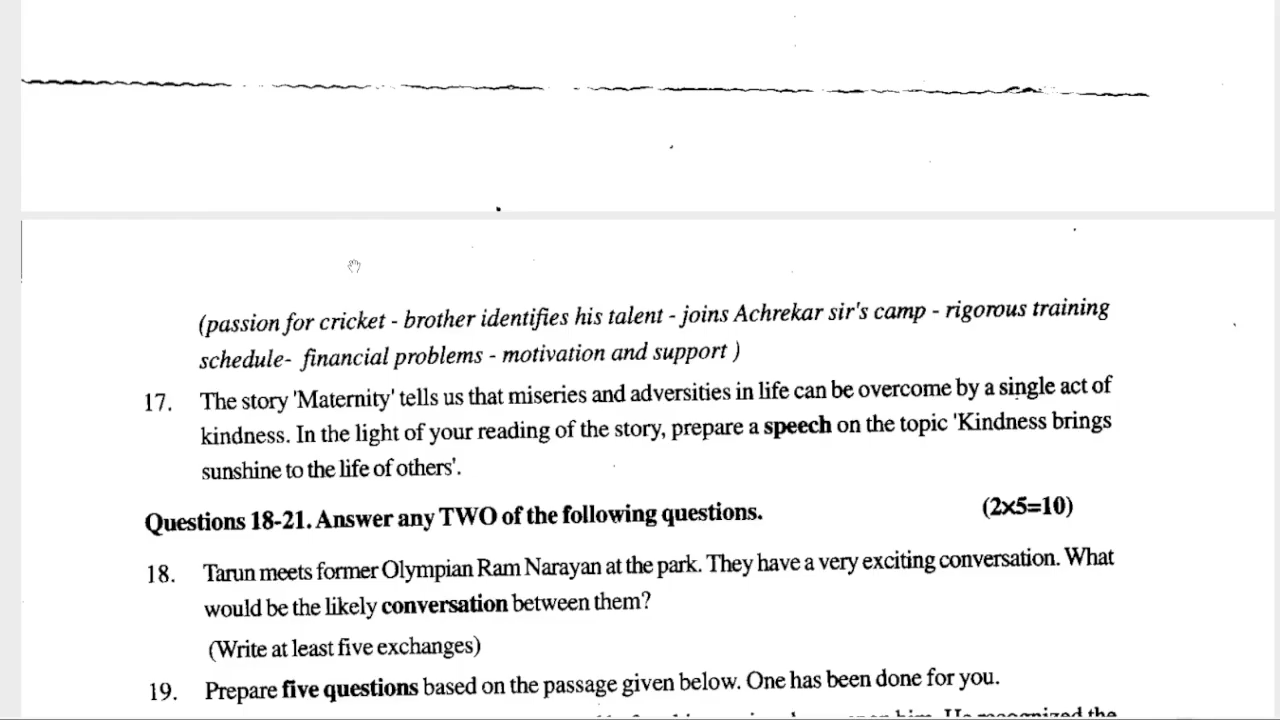 (passion for cricket - brother identifies his talent - joins Achrekar sir's camp - rigorous training
schedule- financial problems - motivation and support )
17. The story 'Maternity' tells us that miseries and adversities in life can be overcome by a single act of
kindness. In the light of your reading of the story, prepare a speech on the topic 'Kindness brings
sunshine to the life of others'.
Questions 18-21. Answer any TWO of the following questions. (2×5=10)
18. Tarun meets former Olympian Ram Narayan at the park. They have a very exciting conversation. What
would be the likely conversation between them?
(Write at least five exchanges)
19. Prepare five questions based on the passage given below. One has been done for you.
him. He recognized the